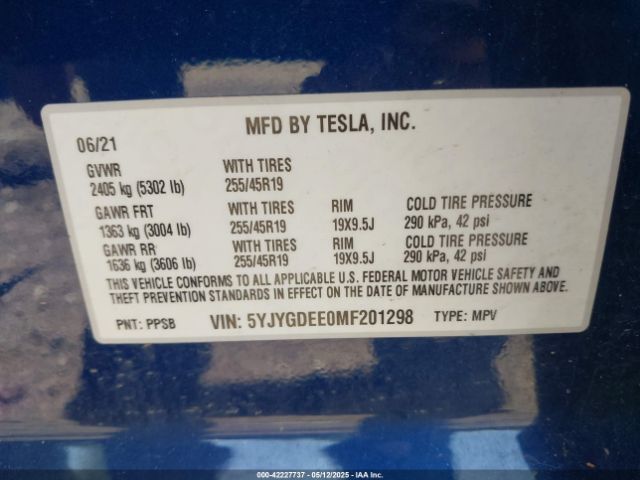 MFD BY TESLA, INC.
06/21
GVWR WITH TIRES
2405 kg (5302 lb) 255/45R19
GAWR FRT WITH TIRES RIM COLD TIRE PRESSURE
1363 kg (3004 lb) 255/45R19 19X9.5J 290 kPa, 42 psi
GAWR RR WITH TIRES RIM COLD TIRE PRESSURE
1636 kg (3606 lb) 255/45R19 19X9.5J 290 kPa, 42 psi
THIS VEHICLE CONFORMS TO ALL APPLICABLE U.S. FEDERAL MOTOR VEHICLE SAFETY AND
THEFT PREVENTION STANDARDS IN EFFECT ON THE DATE OF MANUFACTURE SHOWN ABOVE.
PNT: PPSB VIN: 5YJYGDEE0MF201298 TYPE: MPV
000-42227737 - 05/12/2025 - IAA Inc.